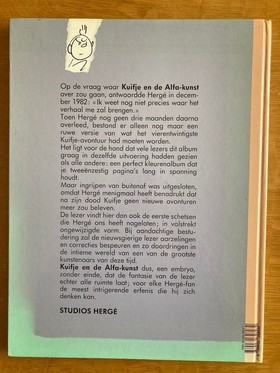 Op de vraag waar Kuifje en de Alfa-kunst
over zou gaan, antwoordde Hergé in decem-
ber 1982: «Ik weet nog niet precies waar het
verhaal me zal brengen.»
Toen Hergé nog geen drie maanden daarna
overleed, bestond er alleen nog maar een
ruwe versie van wat het vierentwintigste
Kuifje-avontuur had moeten worden.
Het ligt voor de hand dat vele lezers dit album
graag in dezelfde uitvoering hadden gezien
als alle andere: een perfect kleurenalbum dat
je tweeënzestig pagina's lang in spanning
houdt.
Maar ingrijpen van buitenaf was uitgesloten,
omdat Hergé menigmaal heeft benadrukt dat
na zijn dood Kuifje geen nieuwe avonturen
meer zou beleven.
De lezer vindt hier dan ook de eerste schetsen
die Hergé ons heeft nagelaten; in volstrekt
ongewijzigde vorm. Bij aandachtige bestu-
dering zal de nieuwsgierige lezer aarzelingen
en correcties bespeuren en zo doordringen in
de intieme wereld van een van de grootste
kunstenaars van deze tijd.
Kuifje en de Alfa-kunst dus, een embryo,
zonder einde, dat de fantasie van de lezer
echter alle ruimte laat; voor elke Hergé-fan
de meest intrigerende erfenis die hij zich
denken kan.
STUDIOS HERGÉ